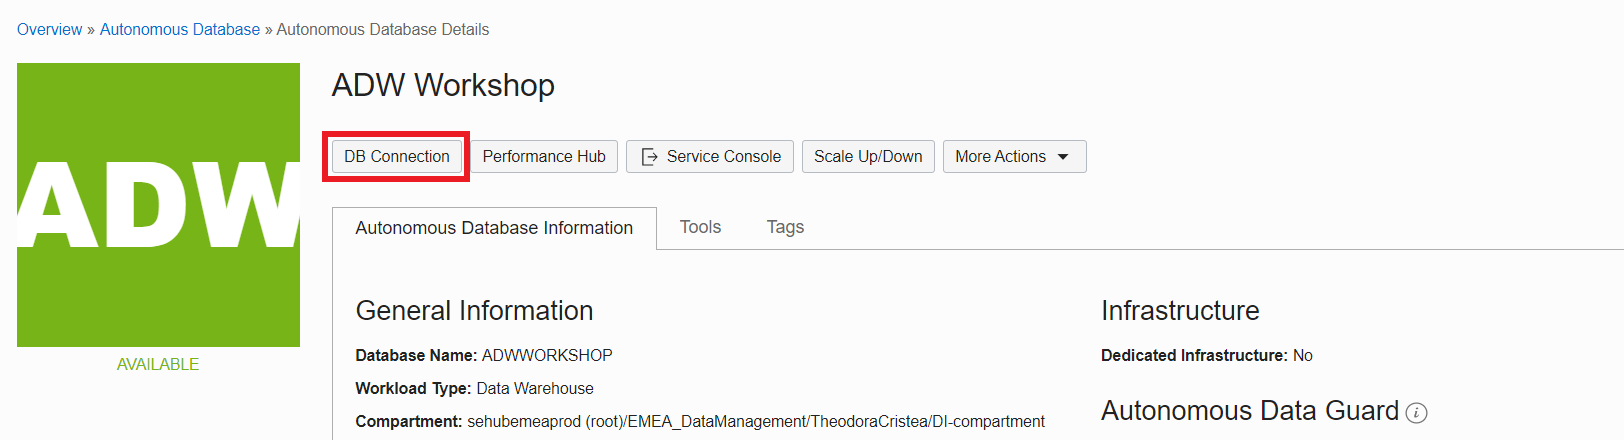 Overview » Autonomous Database » Autonomous Database Details
ADW
AVAILABLE
ADW Workshop
DB Connection Performance Hub Service Console Scale Up/Down More Actions
Autonomous Database Information Tools Tags
General Information
Database Name: ADWWORKSHOP
Workload Type: Data Warehouse
Compartment: sehubemeaprod (root)/EMEA_DataManagement/TheodoraCristea/DI-compartment
Infrastructure
Dedicated Infrastructure: No
Autonomous Data Guard i